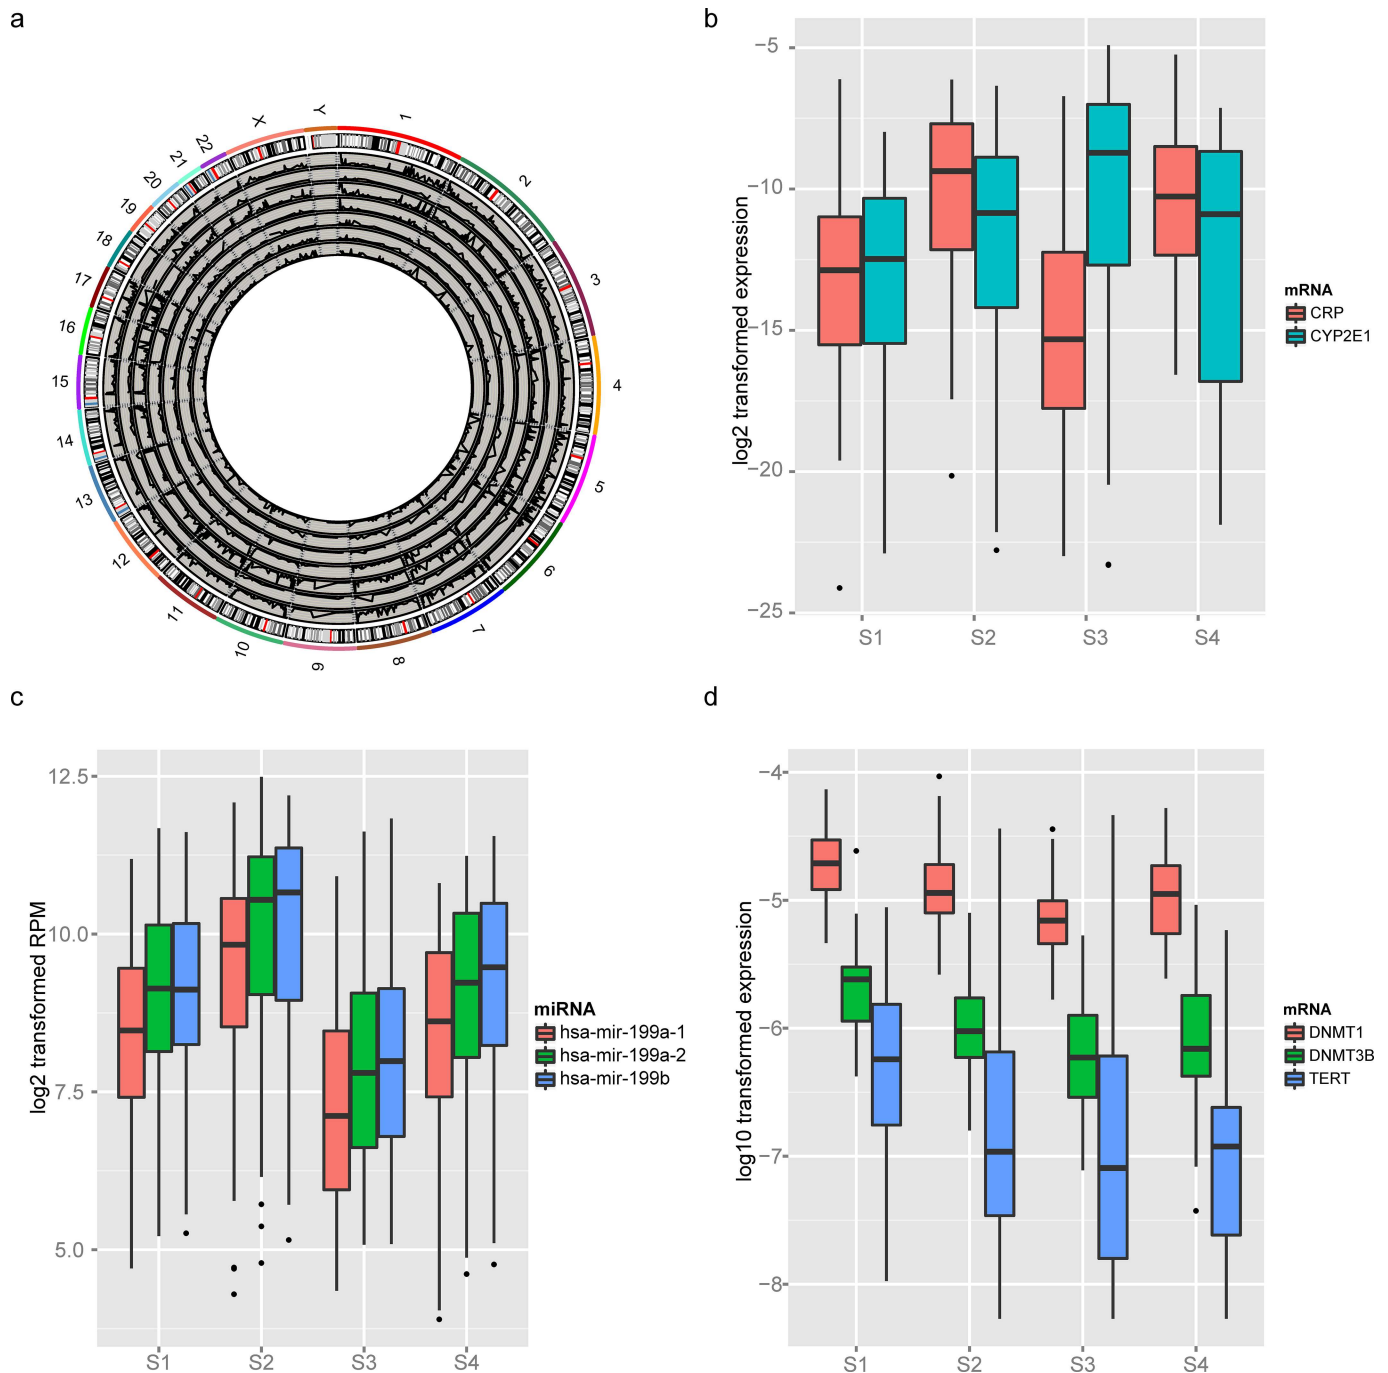 a
1
2
3
4
5
6
7
8
9
10
11
12
13
14
15
16
17
18
19
20
21
22
X
Y
b
log2 transformed expression
−5
−10
−15
−20
−25
S1 S2 S3 S4
mRNA
CRP
CYP2E1
c
log2 transformed RPM
12.5
10.0
7.5
5.0
S1 S2 S3 S4
miRNA
hsa-mir-199a-1
hsa-mir-199a-2
hsa-mir-199b
d
log10 transformed expression
−4
−5
−6
−7
−8
S1 S2 S3 S4
mRNA
DNMT1
DNMT3B
TERT